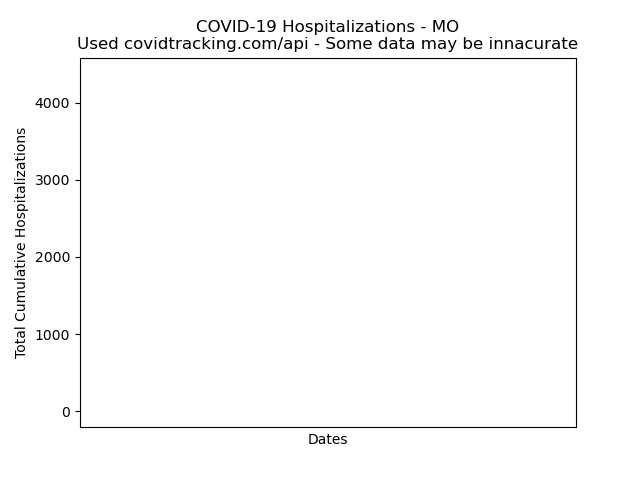 COVID-19 Hospitalizations - MO
Used covidtracking.com/api - Some data may be innacurate
4000
3000
2000
1000
0
Total Cumulative Hospitalizations
Dates